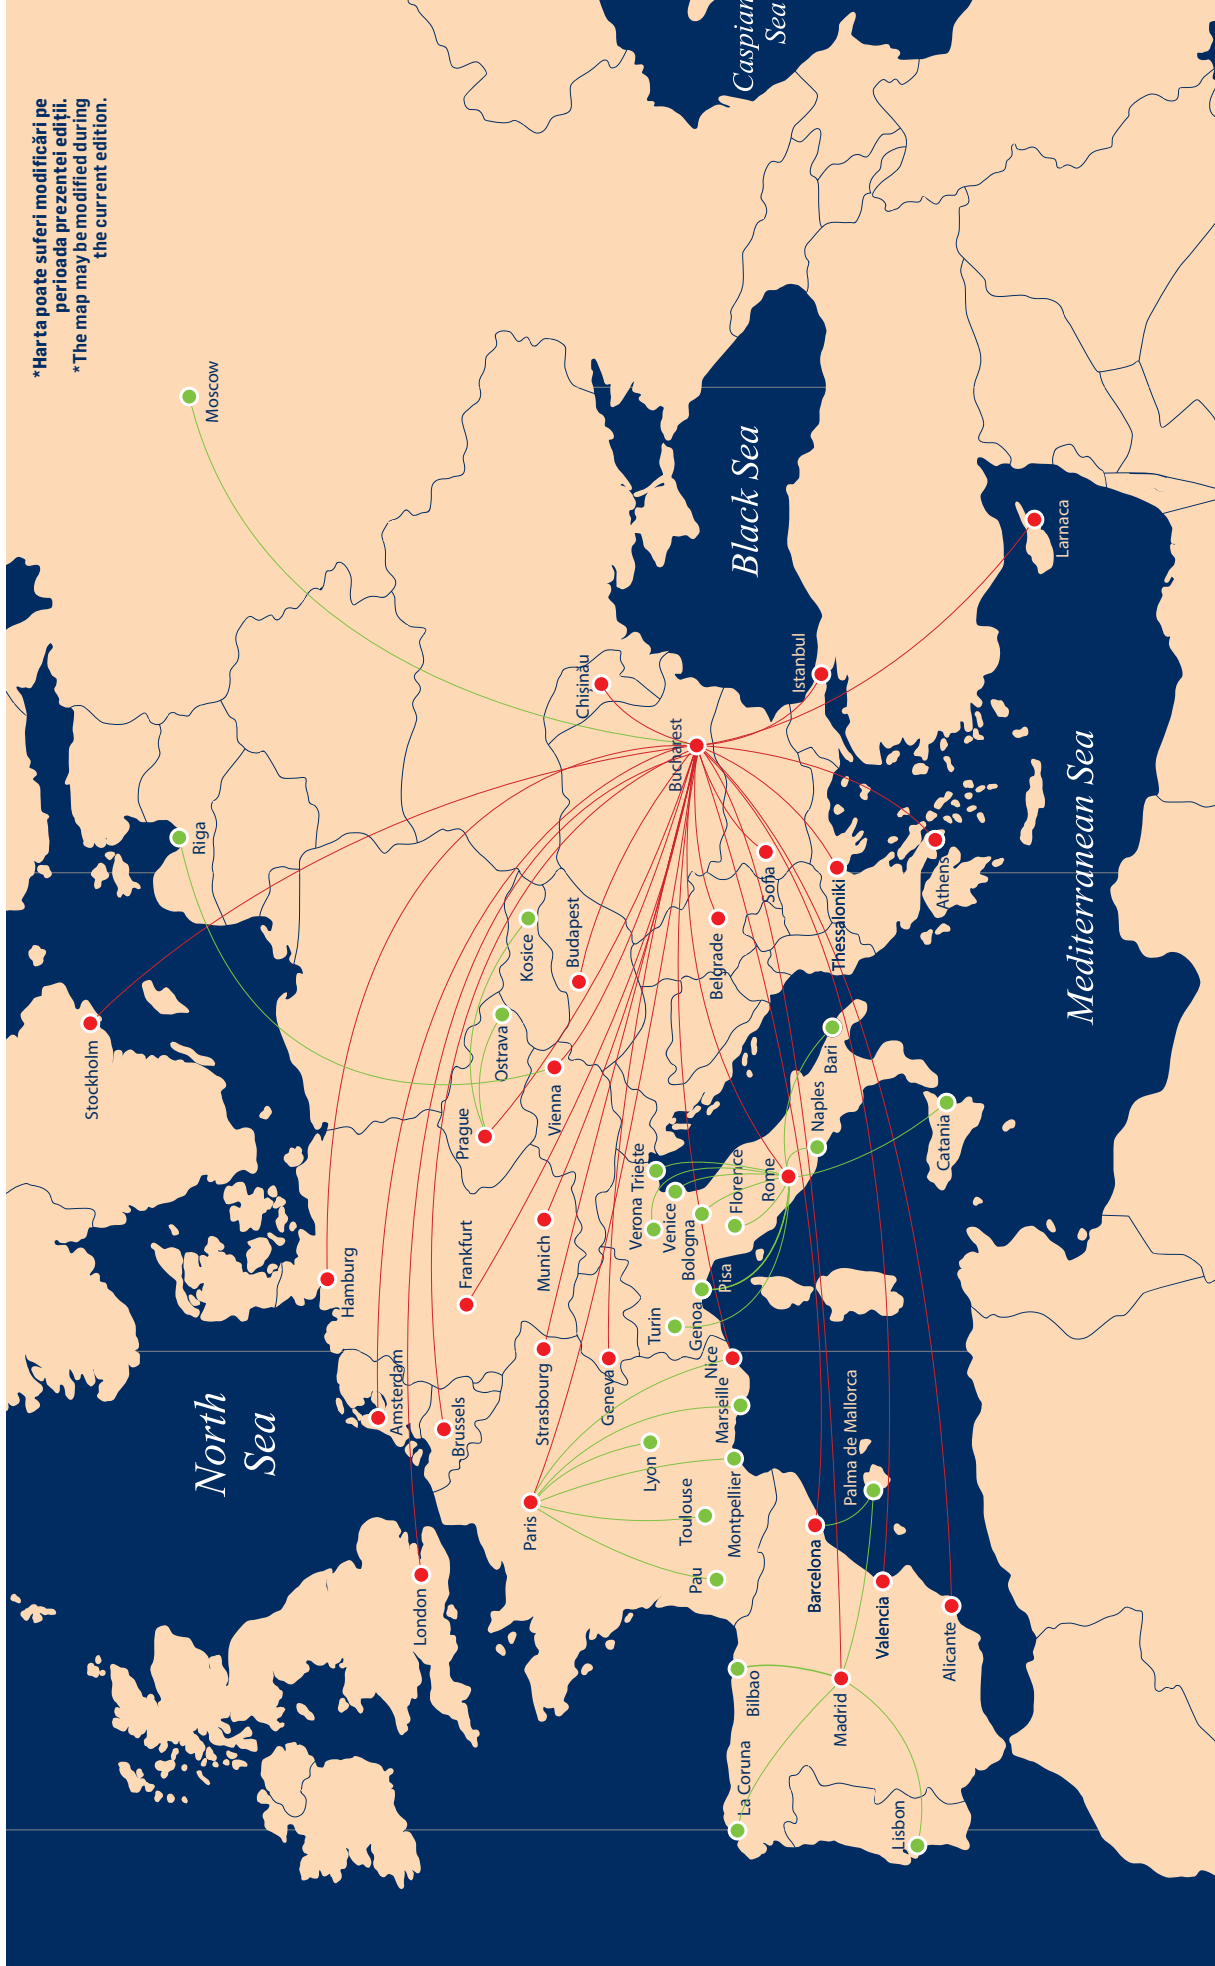 *Harta poate suferi modificări pe
perioada prezentei ediții.
*The map may be modified during
the current edition.
Caspian
Sea
Moscow
Riga
Stockholm
North
Sea
Hamburg
Amsterdam
Brussels
London
Frankfurt
Prague
Ostrava
Kosice
Budapest
Vienna
Munich
Strasbourg
Paris
Geneva
Chișinău
Bucharest
Black Sea
Istanbul
Larnaca
Sofia
Belgrade
Thessaloniki
Athens
Mediterranean Sea
Trieste
Verona
Venice
Bologna
Florence
Rome
Naples
Bari
Catania
Pisa
Turin
Genoa
Nice
Marseille
Lyon
Toulouse
Montpellier
Pau
Palma de Mallorca
Barcelona
Valencia
Alicante
Bilbao
Madrid
La Coruna
Lisbon